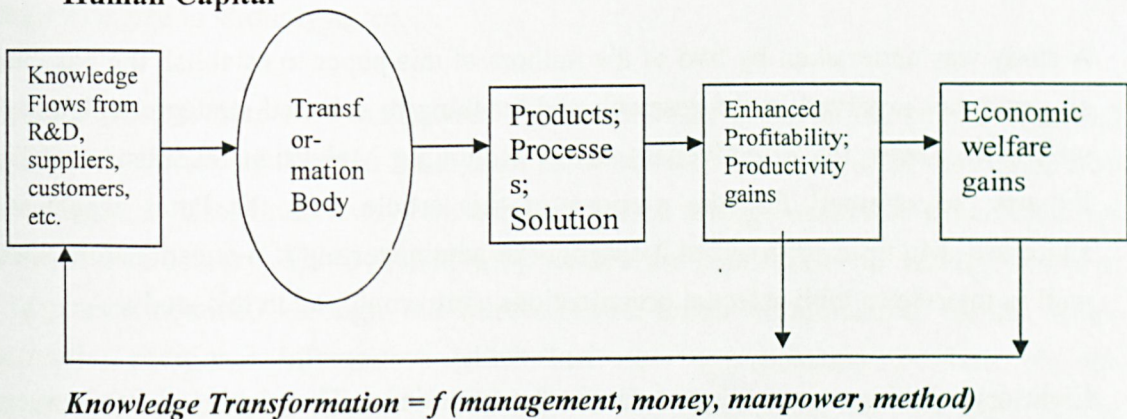 Human Capital
Knowledge
Flows from
R&D,
suppliers,
customers,
etc.
Transf
or-
mation
Body
Products;
Processe
s;
Solution
Enhanced
Profitability;
Productivity
gains
Economic
welfare
gains
Knowledge Transformation = f (management, money, manpower, method)